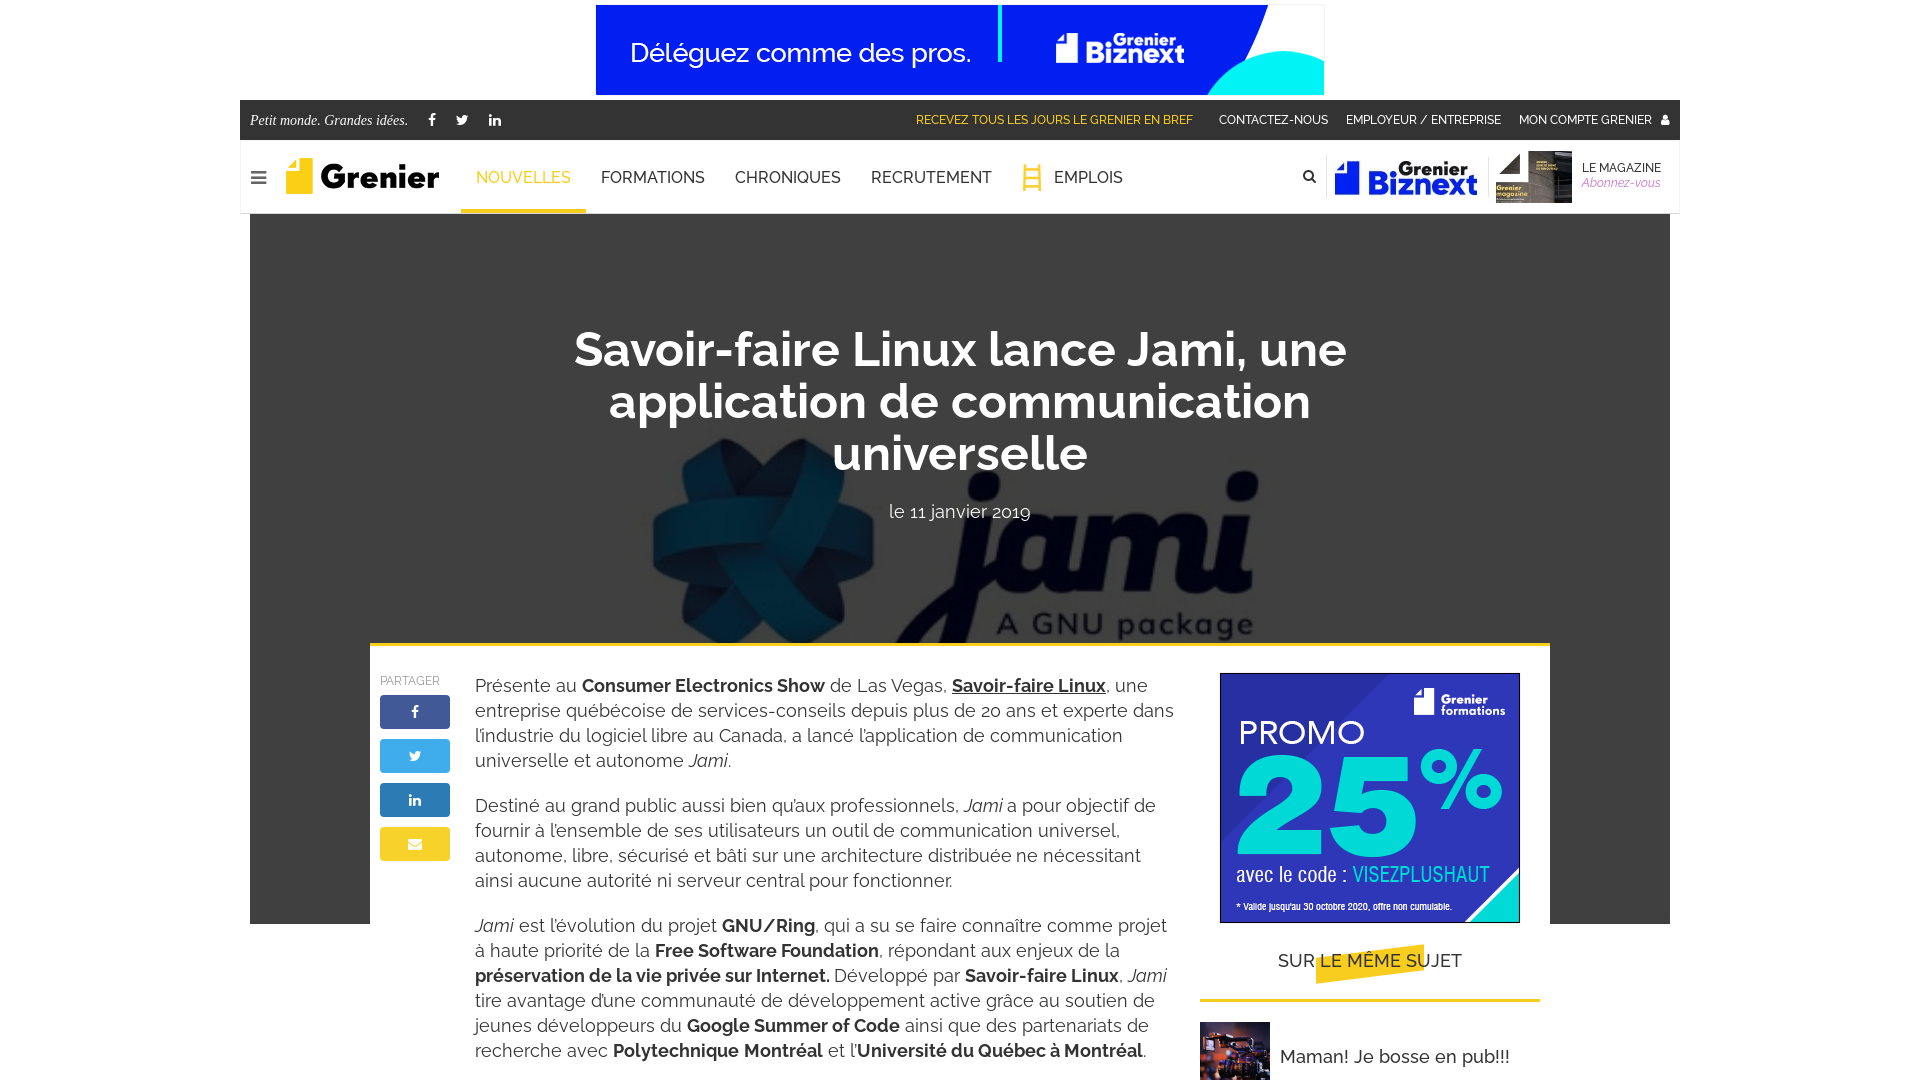 Déléguez comme des pros.
Grenier
Biznext
Petit monde. Grandes idées.
RECEVEZ TOUS LES JOURS LE GRENIER EN BREF
CONTACTEZ-NOUS
EMPLOYEUR / ENTREPRISE
MON COMPTE GRENIER
Grenier
NOUVELLES
FORMATIONS
CHRONIQUES
RECRUTEMENT
EMPLOIS
Grenier
Biznext
Grenier
magazine
LE MAGAZINE
Abonnez-vous
Savoir-faire Linux lance Jami, une
application de communication
universelle
le 11 janvier 2019
jami
A GNU package
PARTAGER
Présente au Consumer Electronics Show de Las Vegas, Savoir-faire Linux, une
entreprise québécoise de services-conseils depuis plus de 20 ans et experte dans
l’industrie du logiciel libre au Canada, a lancé l’application de communication
universelle et autonome Jami.
Destiné au grand public aussi bien qu’aux professionnels, Jami a pour objectif de
fournir à l’ensemble de ses utilisateurs un outil de communication universel,
autonome, libre, sécurisé et bâti sur une architecture distribuée ne nécessitant
ainsi aucune autorité ni serveur central pour fonctionner.
Jami est l’évolution du projet GNU/Ring, qui a su se faire connaître comme projet
à haute priorité de la Free Software Foundation, répondant aux enjeux de la
préservation de la vie privée sur Internet. Développé par Savoir-faire Linux, Jami
tire avantage d’une communauté de développement active grâce au soutien de
jeunes développeurs du Google Summer of Code ainsi que des partenariats de
recherche avec Polytechnique Montréal et l’Université du Québec à Montréal.
Grenier
formations
PROMO
25%
avec le code : VISEZPLUSHAUT
* Valide jusqu'au 30 octobre 2020, offre non cumulable.
SUR LE MÊME SUJET
Maman! Je bosse en pub!!!